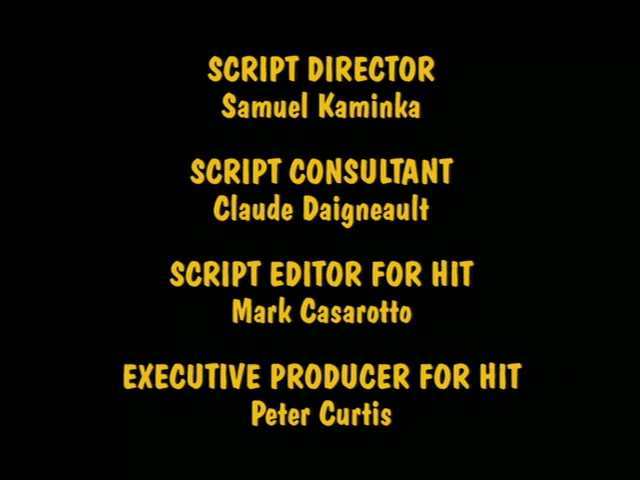 SCRIPT DIRECTOR
Samuel Kaminka
SCRIPT CONSULTANT
Claude Daigneault
SCRIPT EDITOR FOR HIT
Mark Casarotto
EXECUTIVE PRODUCER FOR HIT
Peter Curtis